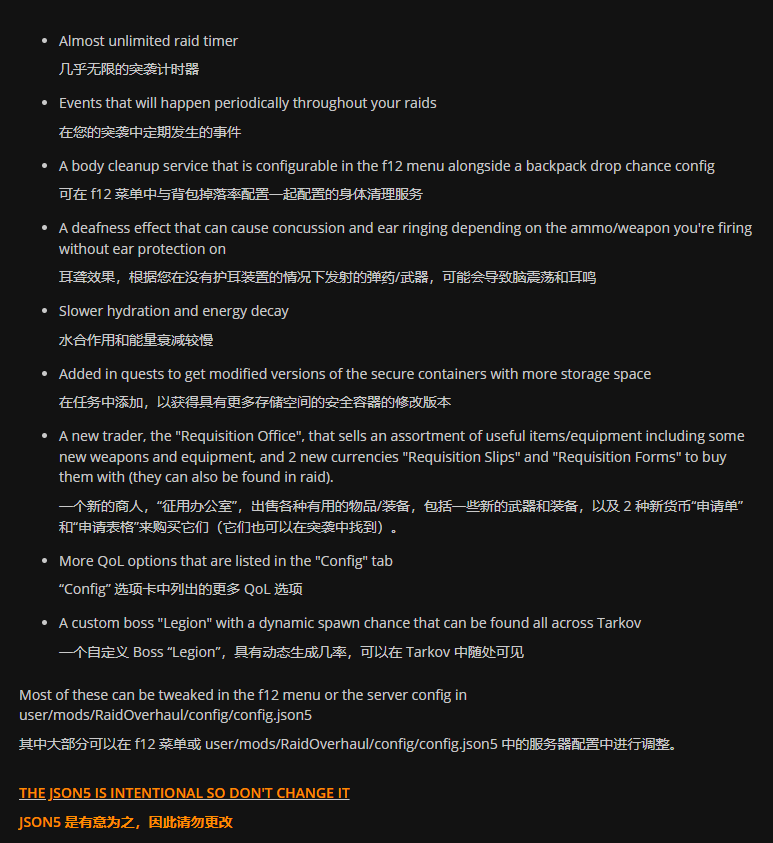 Almost unlimited raid timer
几乎无限的突袭计时器
Events that will happen periodically throughout your raids
在您的突袭中定期发生的事件
A body cleanup service that is configurable in the f12 menu alongside a backpack drop chance config
可在 f12 菜单中与背包掉落率配置一起配置的身体清理服务
A deafness effect that can cause concussion and ear ringing depending on the ammo/weapon you're firing
without ear protection on
耳聋效果，根据您在没有护耳装置的情况下发射的弹药/武器，可能会导致脑震荡和耳鸣
Slower hydration and energy decay
水合作用和能量衰减较慢
Added in quests to get modified versions of the secure containers with more storage space
在任务中添加，以获得具有更多存储空间的安全容器的修改版本
A new trader, the "Requisition Office", that sells an assortment of useful items/equipment including some
new weapons and equipment, and 2 new currencies "Requisition Slips" and "Requisition Forms" to buy
them with (they can also be found in raid).
一个新的商人，“征用办公室”，出售各种有用的物品/装备，包括一些新的武器和装备，以及 2 种新货币“申请单”
和“申请表格”来购买它们（它们也可以在突袭中找到）。
More QoL options that are listed in the "Config" tab
“Config” 选项卡中列出的更多 QoL 选项
A custom boss "Legion" with a dynamic spawn chance that can be found all across Tarkov
一个自定义 Boss “Legion”，具有动态生成几率，可以在 Tarkov 中随处可见
Most of these can be tweaked in the f12 menu or the server config in
user/mods/RaidOverhaul/config/config.json5
其中大部分可以在 f12 菜单或 user/mods/RaidOverhaul/config/config.json5 中的服务器配置中进行调整。
THE JSON5 IS INTENTIONAL SO DON'T CHANGE IT
JSON5 是有意为之，因此请勿更改